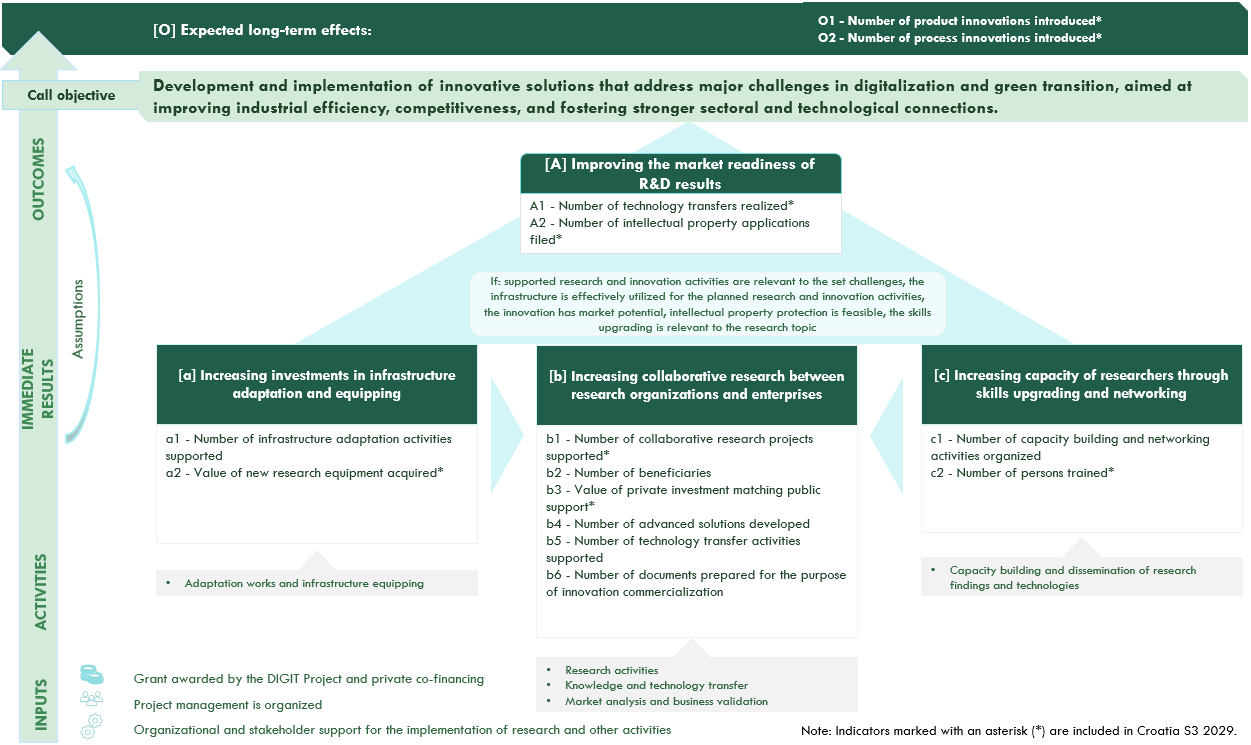 [O] Expected long-term effects:
O1 - Number of product innovations introduced*
O2 - Number of process innovations introduced*
Call objective
Development and implementation of innovative solutions that address major challenges in digitalization and green transition, aimed at
improving industrial efficiency, competitiveness, and fostering stronger sectoral and technological connections.
OUTCOMES
[A] Improving the market readiness of
R&D results
A1 - Number of technology transfers realized*
A2 - Number of intellectual property applications
filed*
Assumptions
If: supported research and innovation activities are relevant to the set challenges, the
infrastructure is effectively utilized for the planned research and innovation activities,
the innovation has market potential, intellectual property protection is feasible, the skills
upgrading is relevant to the research topic
IMMEDIATE
RESULTS
[a] Increasing investments in infrastructure
adaptation and equipping
a1 - Number of infrastructure adaptation activities
supported
a2 - Value of new research equipment acquired*
[b] Increasing collaborative research between
research organizations and enterprises
b1 - Number of collaborative research projects
supported*
b2 - Number of beneficiaries
b3 - Value of private investment matching public
support*
b4 - Number of advanced solutions developed
b5 - Number of technology transfer activities
supported
b6 - Number of documents prepared for the purpose
of innovation commercialization
[c] Increasing capacity of researchers through
skills upgrading and networking
c1 - Number of capacity building and networking
activities organized
c2 - Number of persons trained*
ACTIVITIES
• Adaptation works and infrastructure equipping
• Research activities
• Knowledge and technology transfer
• Market analysis and business validation
• Capacity building and dissemination of research
findings and technologies
INPUTS
Grant awarded by the DIGIT Project and private co-financing
Project management is organized
Organizational and stakeholder support for the implementation of research and other activities
Note: Indicators marked with an asterisk (*) are included in Croatia S3 2029.